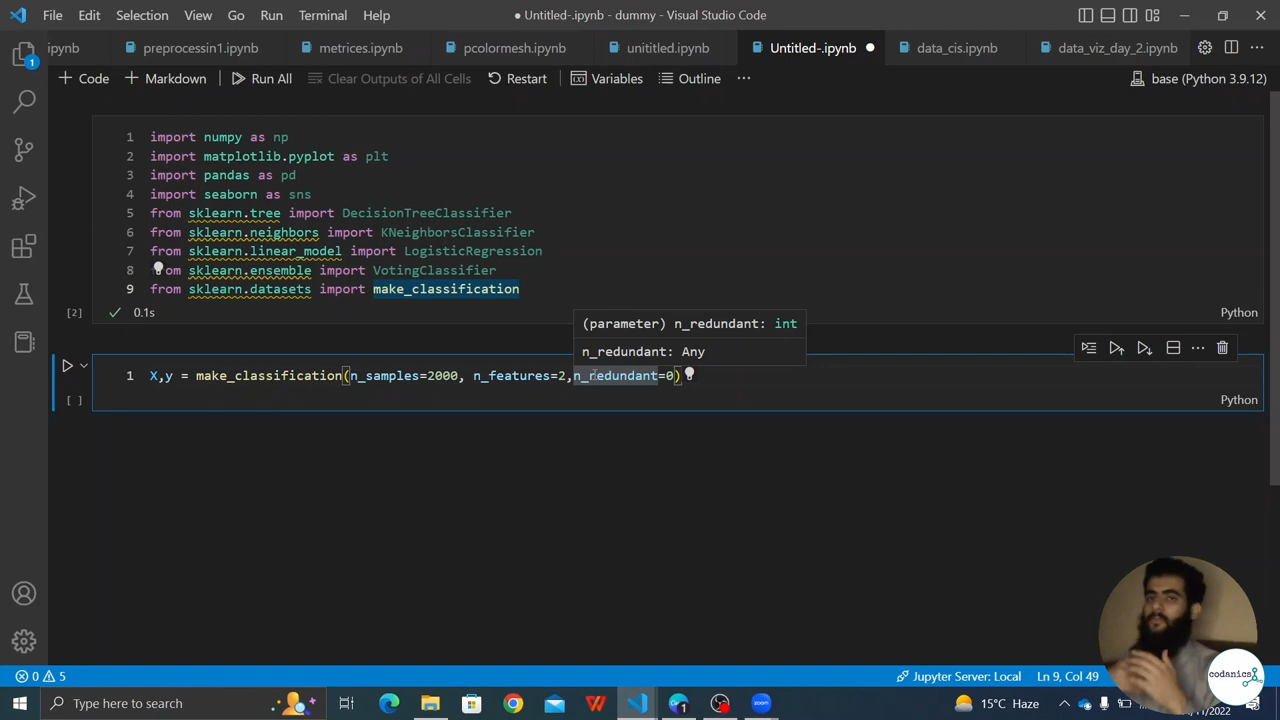 File Edit Selection View Go Run Terminal Help
● Untitled-.ipynb - dummy - Visual Studio Code
ipynb preprocessin1.ipynb metrices.ipynb pcolormesh.ipynb unititled.ipynb Untitled-.ipynb ● data_cis.ipynb data_viz_day_2.ipynb
+ Code + Markdown Run All Clear Outputs of All Cells Restart Variables Outline ··· base (Python 3.9.12)
1 import numpy as np
2 import matplotlib.pyplot as plt
3 import pandas as pd
4 import seaborn as sns
5 from sklearn.tree import DecisionTreeClassifier
6 from sklearn.neighbors import KNeighborsClassifier
7 from sklearn.linear_model import LogisticRegression
8 from sklearn.ensemble import VotingClassifier
9 from sklearn.datasets import make_classification
[2] ✓ 0.1s Python
(parameter) n_redundant: int
n_redundant: Any
1 X,y = make_classification(n_samples=2000, n_features=2,n_redundant=0)
[ ] Python
codanics
0 5 Jupyter Server: Local Ln 9, Col 49
Type here to search 15°C Haze
/11/2022